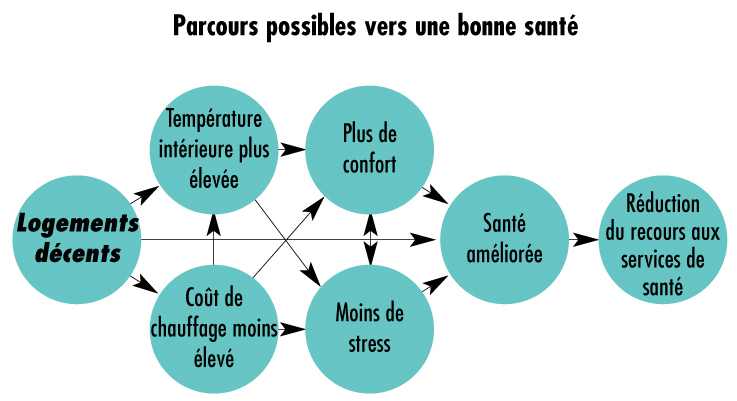 Parcours possibles vers une bonne santé
Température
intérieure plus
élevée
Plus de
confort
Logements
décents
Santé
améliorée
Réduction
du recours aux
services de
santé
Coût de
chauffage moins
élevé
Moins de
stress